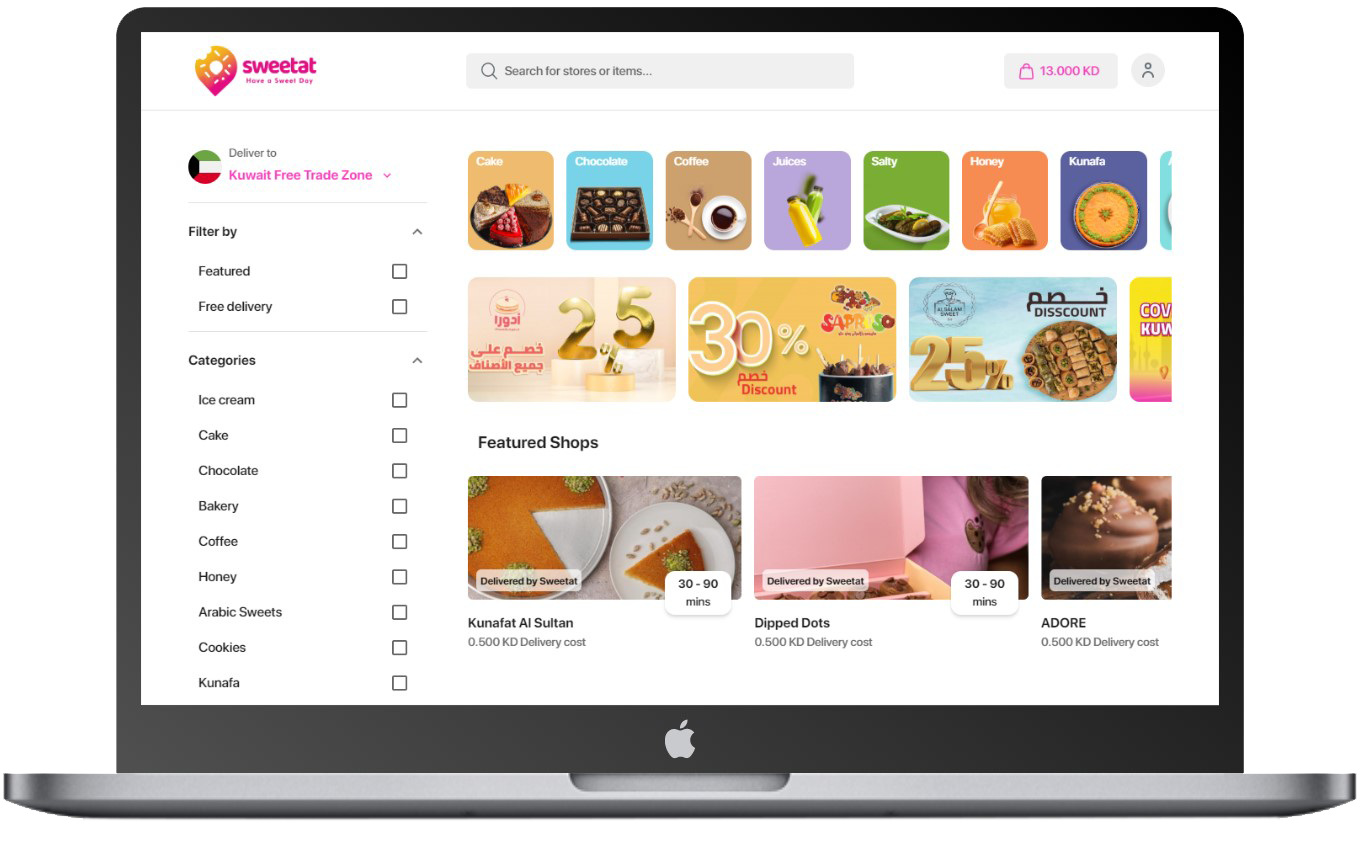 sweetat
Have a Sweet Day
Search for stores or items...
13.000 KD
Deliver to
Kuwait Free Trade Zone
Filter by
Featured
Free delivery
Categories
Ice cream
Cake
Chocolate
Bakery
Coffee
Honey
Arabic Sweets
Cookies
Kunafa
Cake
Chocolate
Coffee
Juices
Salty
Honey
Kunafa
أدورا
25%
خصم على
جميع الأصناف
30%
خصم
Discount
ALSALAM
SWEET
خصم
DISSCOUNT
25%
COV
KUW
Featured Shops
Delivered by Sweetat
30 - 90
mins
Kunafat Al Sultan
0.500 KD Delivery cost
Delivered by Sweetat
30 - 90
mins
Dipped Dots
0.500 KD Delivery cost
Delivered by Sweetat
ADORE
0.500 KD Delivery cost